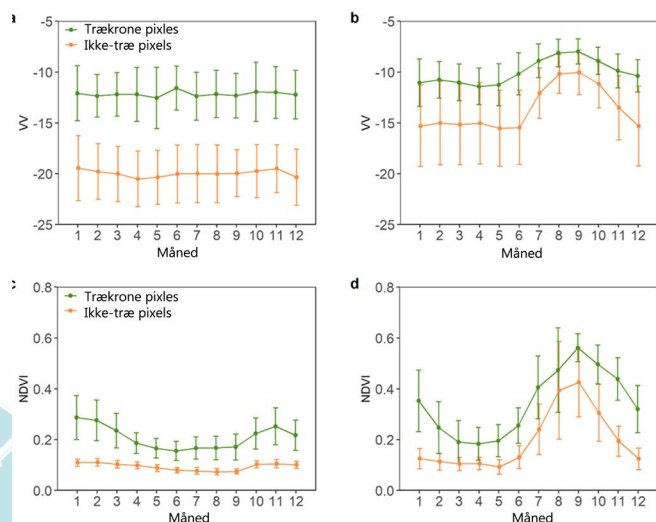 a
b
Trækrone pixles
Ikke-træ pixels
VV
-5
-10
-15
-20
-25
1 2 3 4 5 6 7 8 9 10 11 12
Måned
VV
-5
-10
-15
-20
-25
1 2 3 4 5 6 7 8 9 10 11 12
Måned
c
d
Trækrone pixles
Ikke-træ pixels
NDVI
0.8
0.6
0.4
0.2
0.0
1 2 3 4 5 6 7 8 9 10 11 12
Måned
NDVI
0.8
0.6
0.4
0.2
0.0
1 2 3 4 5 6 7 8 9 10 11 12
Måned